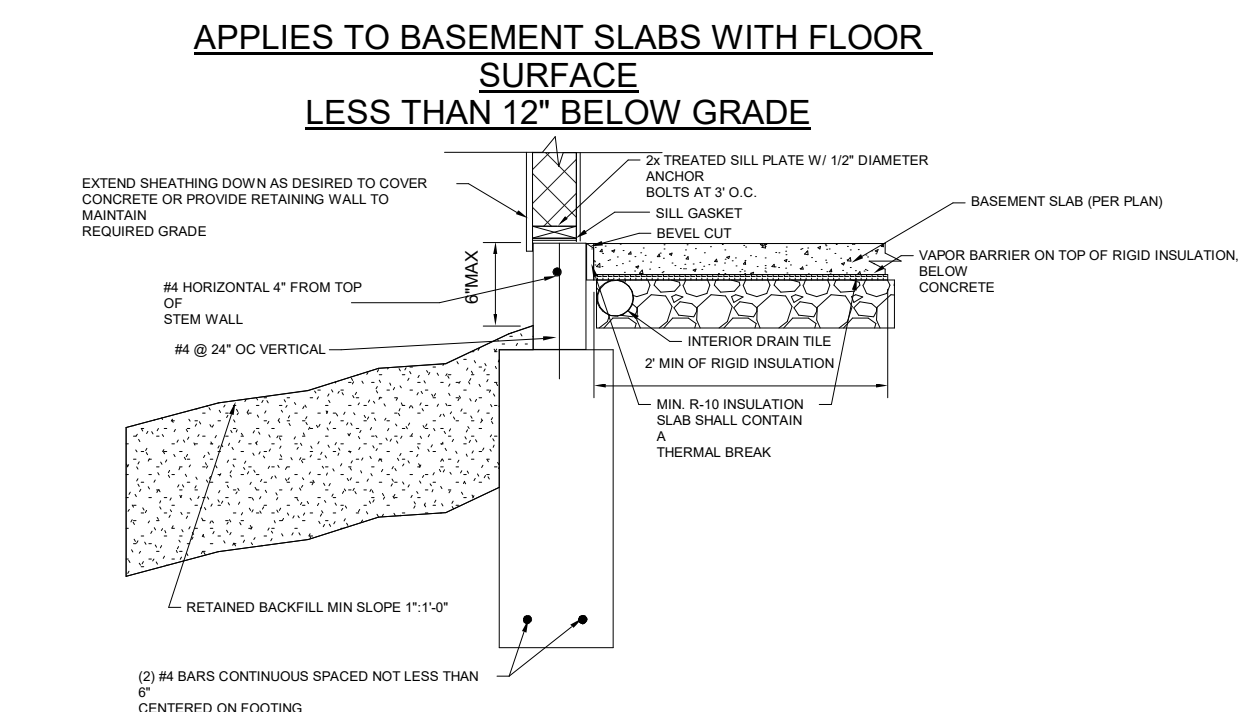 APPLIES TO BASEMENT SLABS WITH FLOOR
SURFACE
LESS THAN 12" BELOW GRADE
EXTEND SHEATHING DOWN AS DESIRED TO COVER
CONCRETE OR PROVIDE RETAINING WALL TO
MAINTAIN
REQUIRED GRADE
2x TREATED SILL PLATE W/ 1/2" DIAMETER
ANCHOR
BOLTS AT 3' O.C.
SILL GASKET
BEVEL CUT
BASEMENT SLAB (PER PLAN)
VAPOR BARRIER ON TOP OF RIGID INSULATION,
BELOW
CONCRETE
6"MAX
#4 HORIZONTAL 4" FROM TOP
OF
STEM WALL
#4 @ 24" OC VERTICAL
INTERIOR DRAIN TILE
2' MIN OF RIGID INSULATION
MIN. R-10 INSULATION
SLAB SHALL CONTAIN
A
THERMAL BREAK
RETAINED BACKFILL MIN SLOPE 1":1'-0"
(2) #4 BARS CONTINUOUS SPACED NOT LESS THAN
6"
CENTERED ON FOOTING